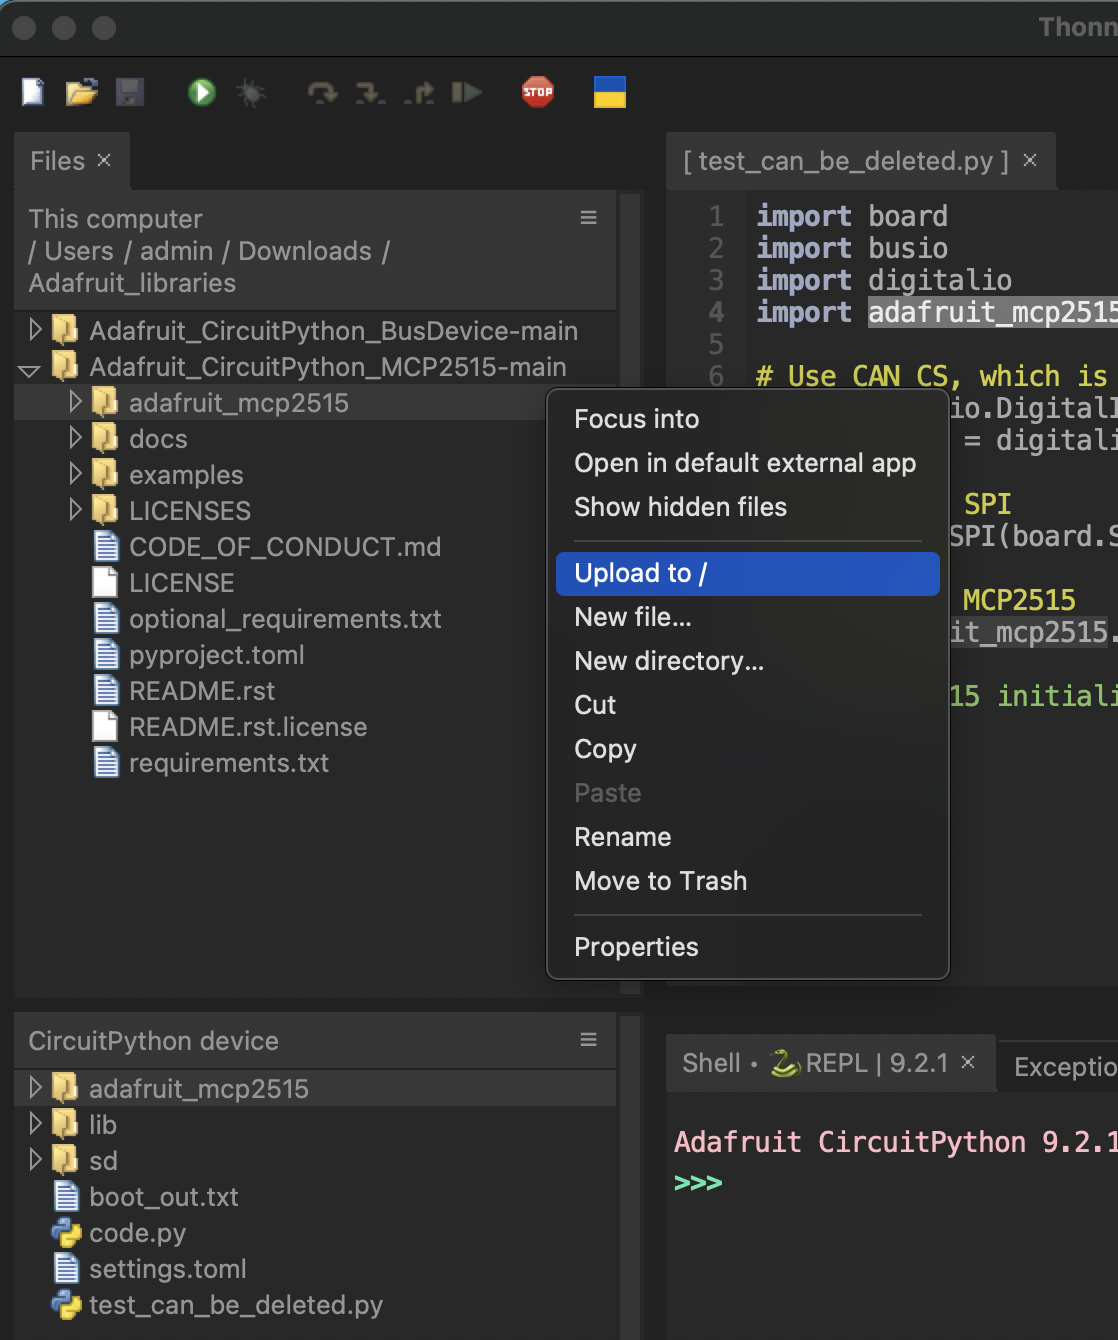 Thonn
STOP
Files ×
This computer
/ Users / admin / Downloads /
Adafruit_libraries
Adafruit_CircuitPython_BusDevice-main
Adafruit_CircuitPython_MCP2515-main
adafruit_mcp2515
docs
examples
LICENSES
CODE_OF_CONDUCT.md
LICENSE
optional_requirements.txt
pyproject.toml
README.rst
README.rst.license
requirements.txt
Focus into
Open in default external app
Show hidden files
Upload to /
New file...
New directory...
Cut
Copy
Paste
Rename
Move to Trash
Properties
[ test_can_be_deleted.py ] ×
1 import board
2 import busio
3 import digitalio
4 import adafruit_mcp2515
5
6 # Use CAN CS, which is
io.DigitalI
= digitali
SPI
SPI(board.S
MCP2515
it_mcp2515.
15 initiali
CircuitPython device
adafruit_mcp2515
lib
sd
boot_out.txt
code.py
settings.toml
test_can_be_deleted.py
Shell • REPL | 9.2.1 ×
Exceptio
Adafruit CircuitPython 9.2.1
>>>